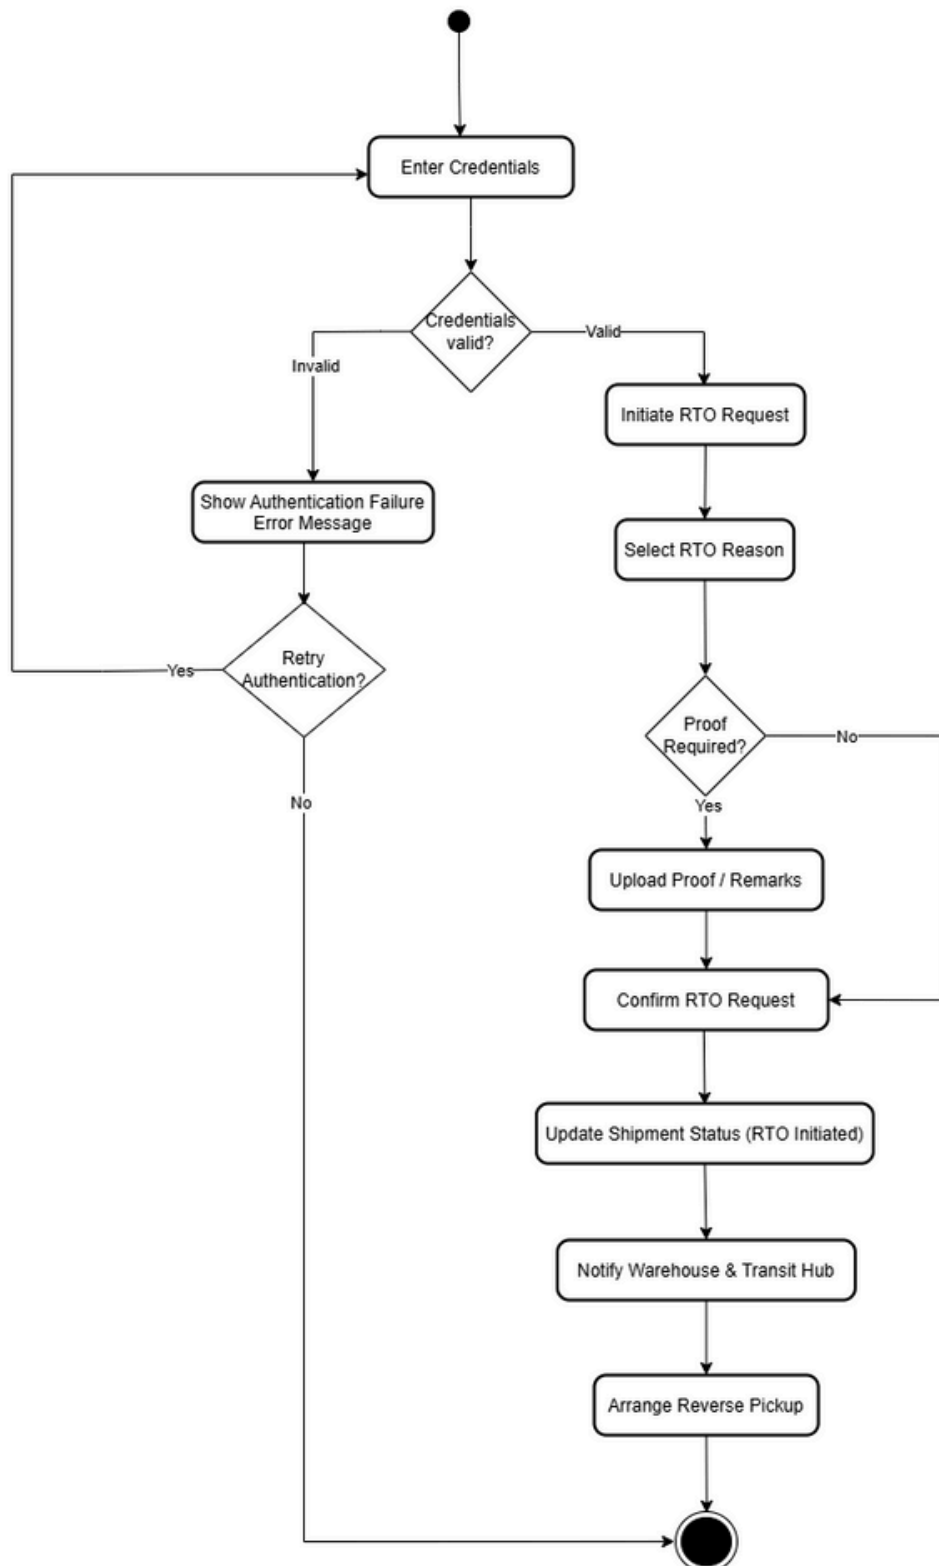 Enter Credentials
Credentials
valid?
Invalid
Valid
Initiate RTO Request
Show Authentication Failure
Error Message
Select RTO Reason
Retry
Authentication?
Yes
No
Proof
Required?
No
Yes
Upload Proof / Remarks
Confirm RTO Request
Update Shipment Status (RTO Initiated)
Notify Warehouse & Transit Hub
Arrange Reverse Pickup